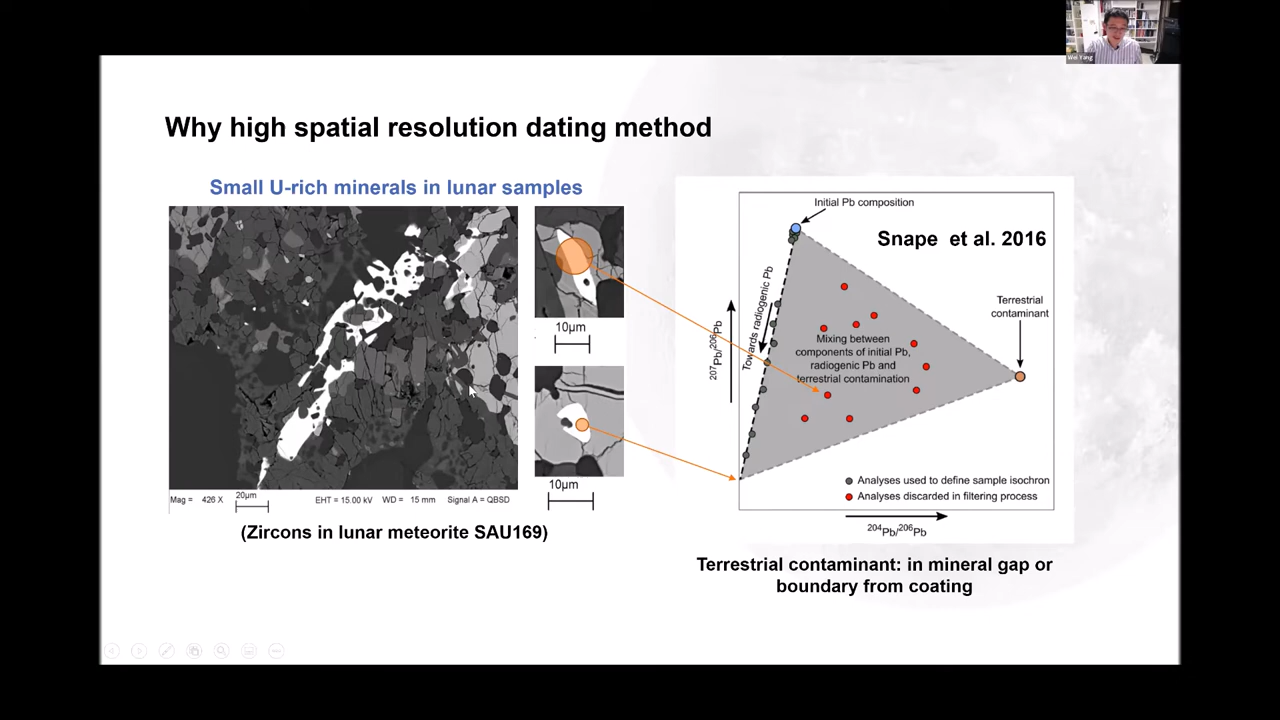 Wei Yang
Why high spatial resolution dating method
Small U-rich minerals in lunar samples
10μm
10μm
Mag = 426 X
20μm
EHT = 15.00 kV
WD = 15 mm
Signal A = QBSD
(Zircons in lunar meteorite SAU169)
Initial Pb composition
Snape et al. 2016
Terrestrial
contaminant
Towards radiogenic Pb
²⁰⁷Pb/²⁰⁶Pb
Mixing between
components of initial Pb,
radiogenic Pb and
terrestrial contamination
Analyses used to define sample isochron
Analyses discarded in filtering process
²⁰⁴Pb/²⁰⁶Pb
Terrestrial contaminant: in mineral gap or
boundary from coating